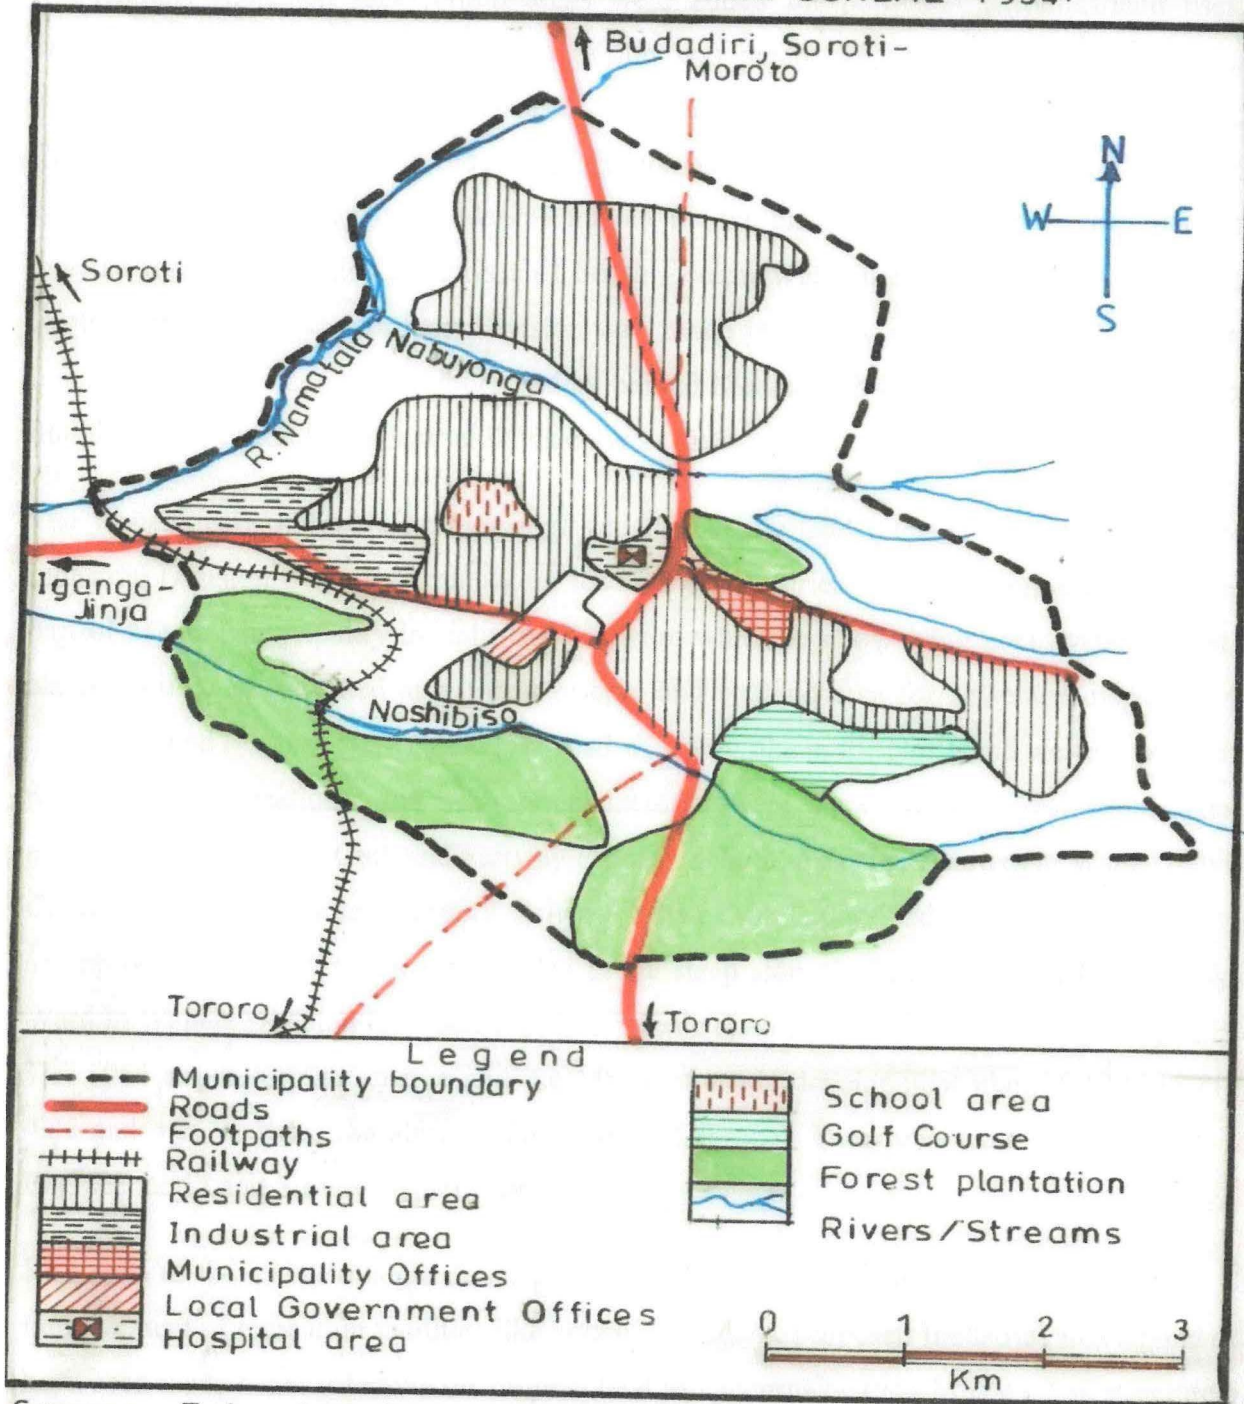 Budadiri, Soroti-
Moroto
N
W
E
S
Soroti
R. Namatala
Nabuyonga
Iganga-
Jinja
Nashibiso
Tororo
Tororo
Legend
Municipality boundary
Roads
Footpaths
Railway
Residential area
Industrial area
Municipality Offices
Local Government Offices
Hospital area
School area
Golf Course
Forest plantation
Rivers/Streams
0 1 2 3
Km